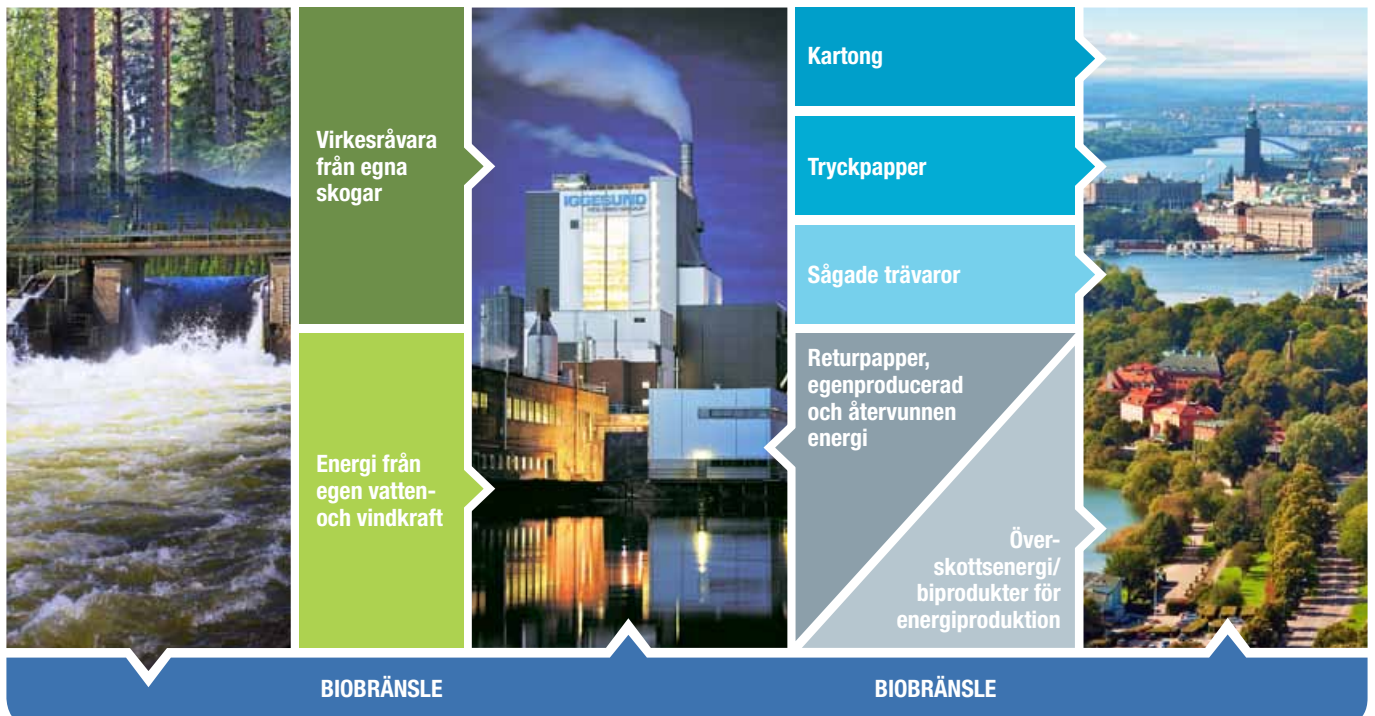 Virkesråvara
från egna
skogar
Energi från
egen vatten-
och vindkraft
IGGESUND
Kartong
Tryckpapper
Sågade trävaror
Returpapper,
egenproducerad
och återvunnen
energi
Över-
skottsenergi/
biprodukter för
energiproduktion
BIOBRÄNSLE
BIOBRÄNSLE